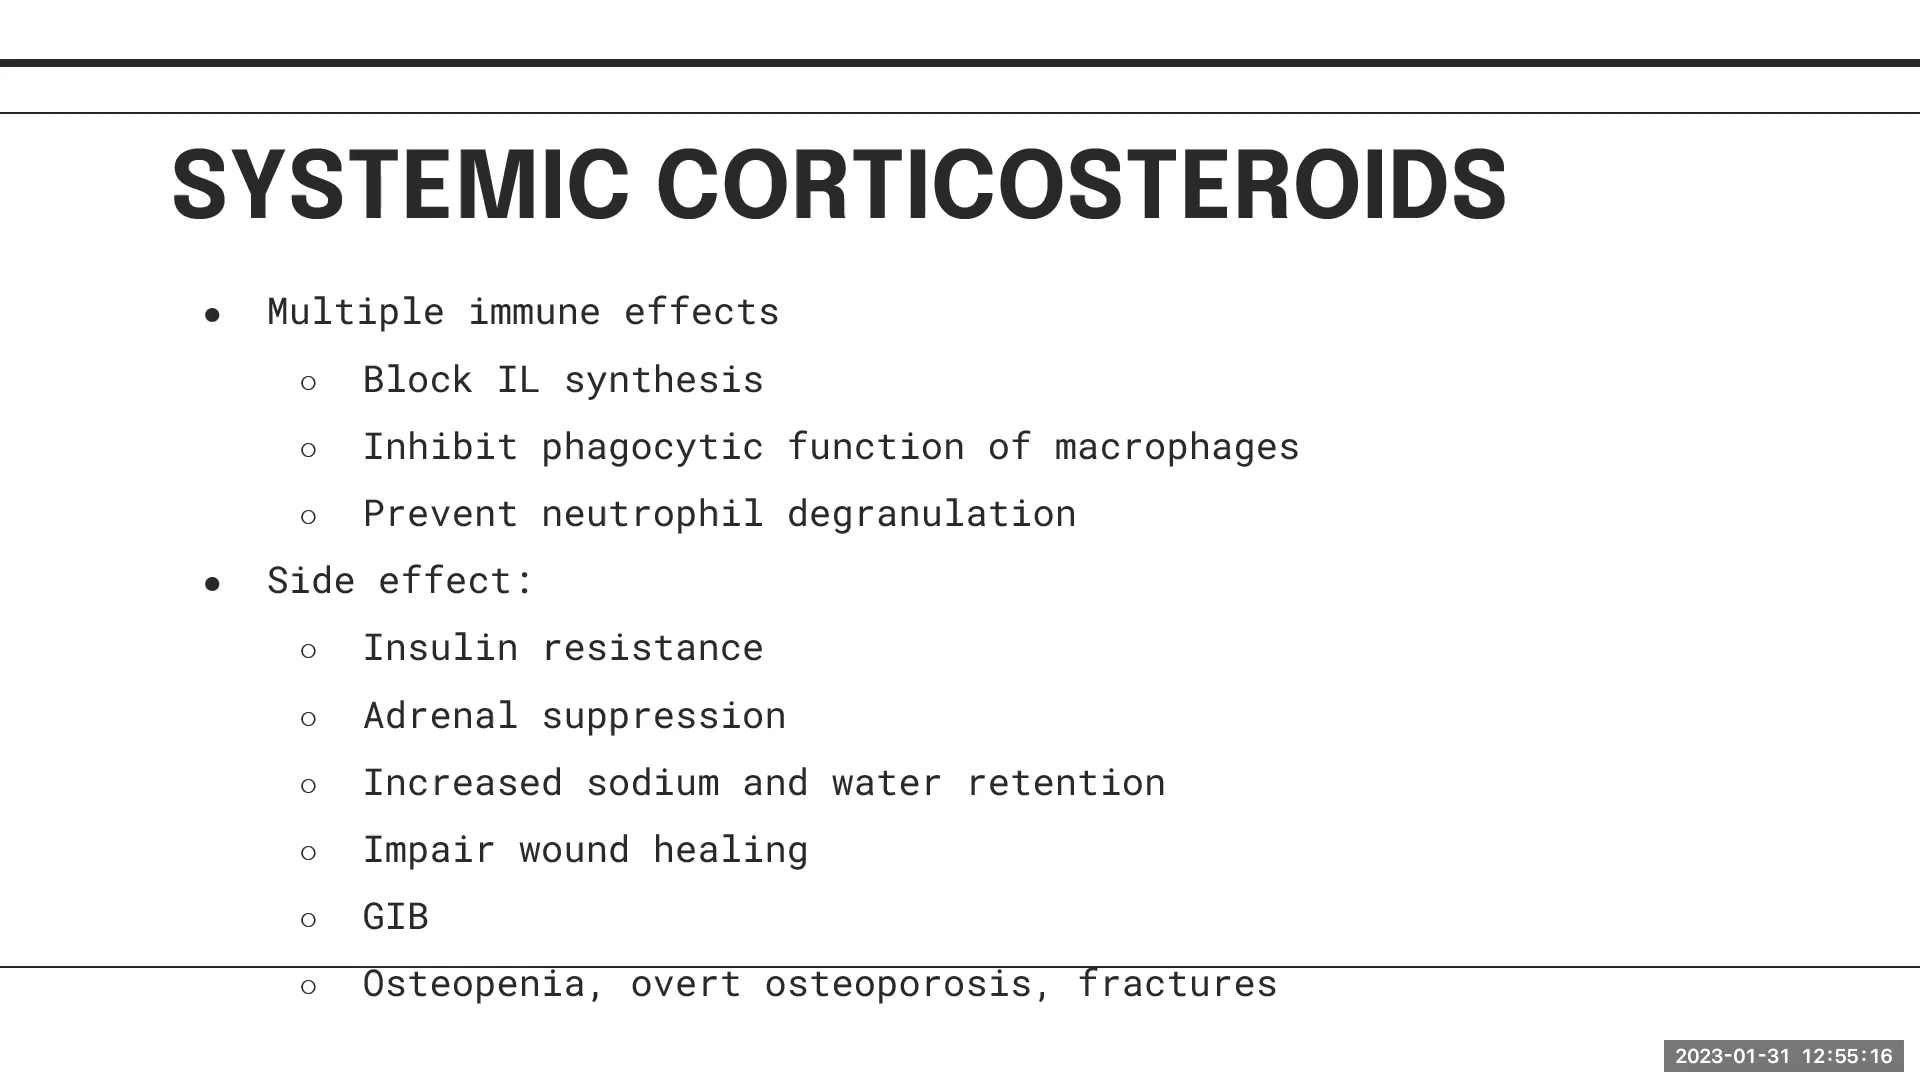 SYSTEMIC CORTICOSTEROIDS
● Multiple immune effects
○ Block IL synthesis
○ Inhibit phagocytic function of macrophages
○ Prevent neutrophil degranulation
● Side effect:
○ Insulin resistance
○ Adrenal suppression
○ Increased sodium and water retention
○ Impair wound healing
○ GIB
○ Osteopenia, overt osteoporosis, fractures
2023-01-31 12:55:16